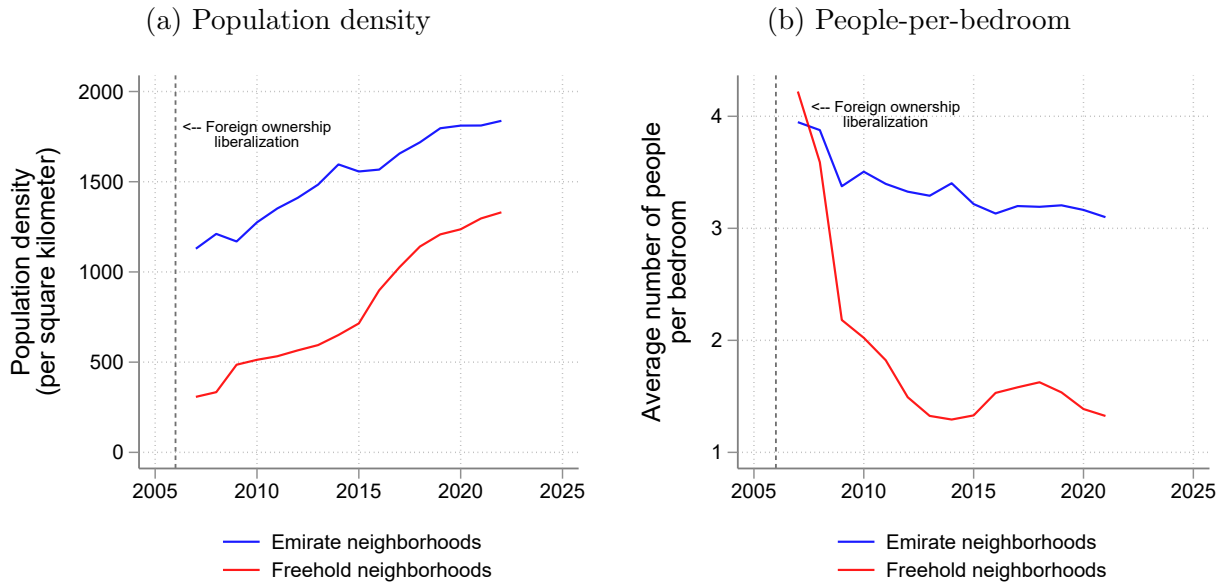 (a) Population density
2000
1500
1000
500
0
Population density
(per square kilometer)
<-- Foreign ownership
liberalization
2005
2010
2015
2020
2025
Emirate neighborhoods
Freehold neighborhoods
(b) People-per-bedroom
4
3
2
1
Average number of people
per bedroom
<-- Foreign ownership
liberalization
2005
2010
2015
2020
2025
Emirate neighborhoods
Freehold neighborhoods